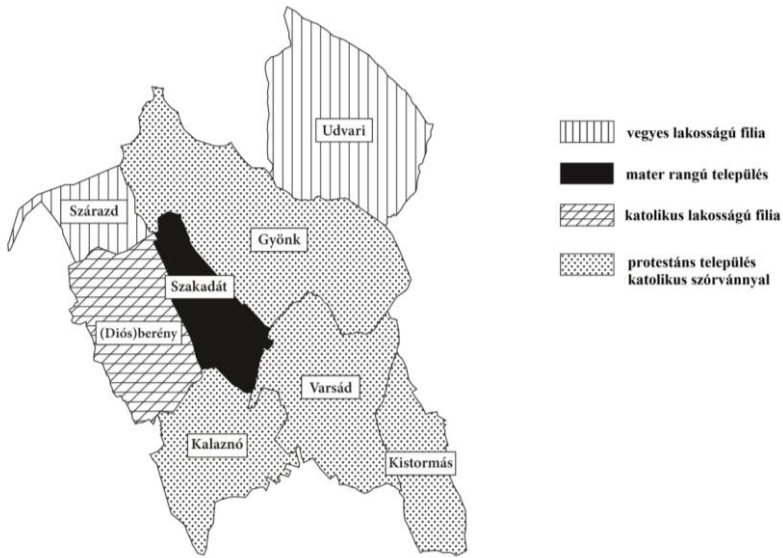 Udvari
Szárazd
Gyönk
Szakadát
(Diós)berény
Varsád
Kalaznó
Kistormás
vegyes lakosságú filia
mater rangú település
katolikus lakosságú filia
protestáns település
katolikus szórvánnyal